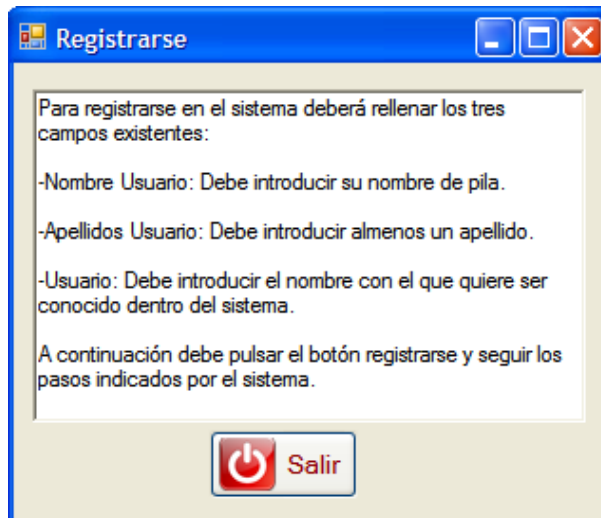 Registrarse
Para registrarse en el sistema deberá rellenar los tres
campos existentes:
-Nombre Usuario: Debe introducir su nombre de pila.
-Apellidos Usuario: Debe introducir almenos un apellido.
-Usuario: Debe introducir el nombre con el que quiere ser
conocido dentro del sistema.
A continuación debe pulsar el botón registrarse y seguir los
pasos indicados por el sistema.
Salir